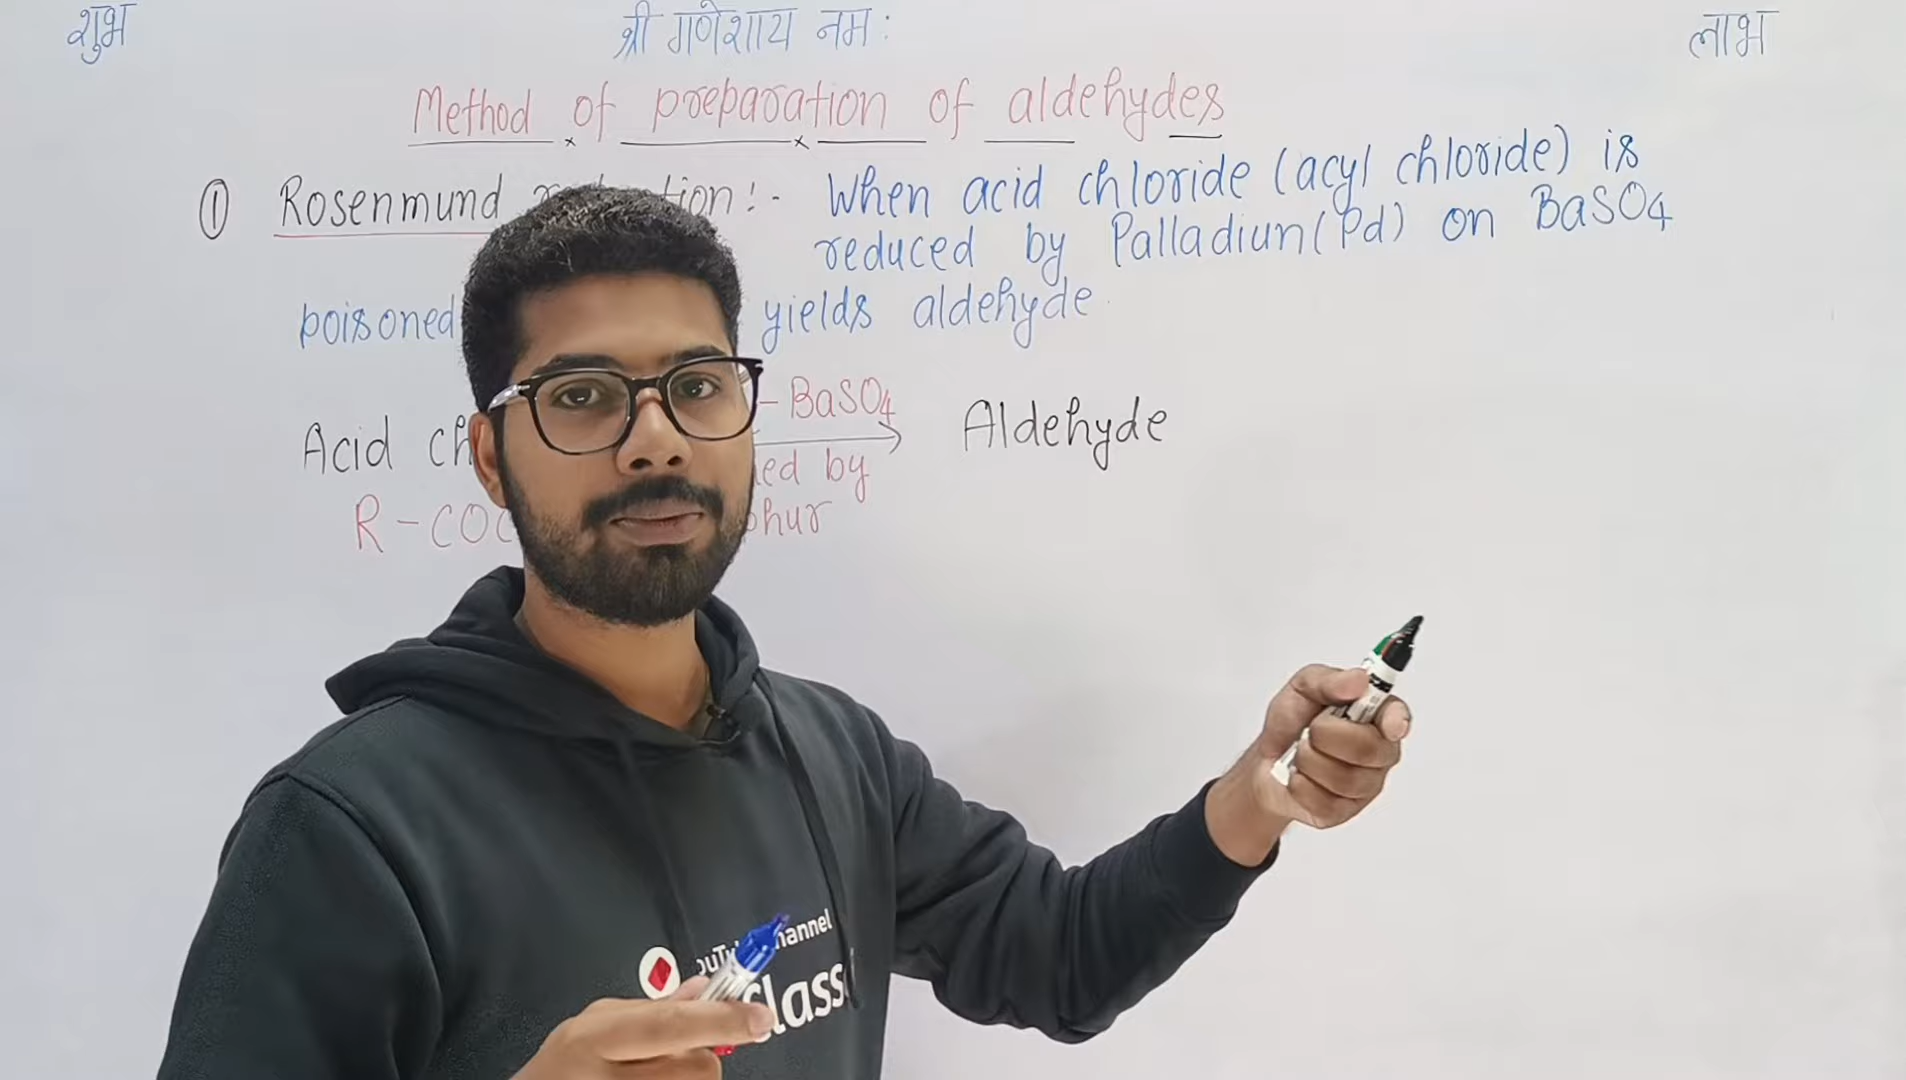 शुभ श्री गणेशाय नम: लाभ
Method of preparation of aldehydes
① Rosenmund :- When acid chloride (acyl chloride) is
reduced by Palladiun(Pd) on BaSO4
poisoned yields aldehyde
Acid - BaSO4 Aldehyde
by
R-COC